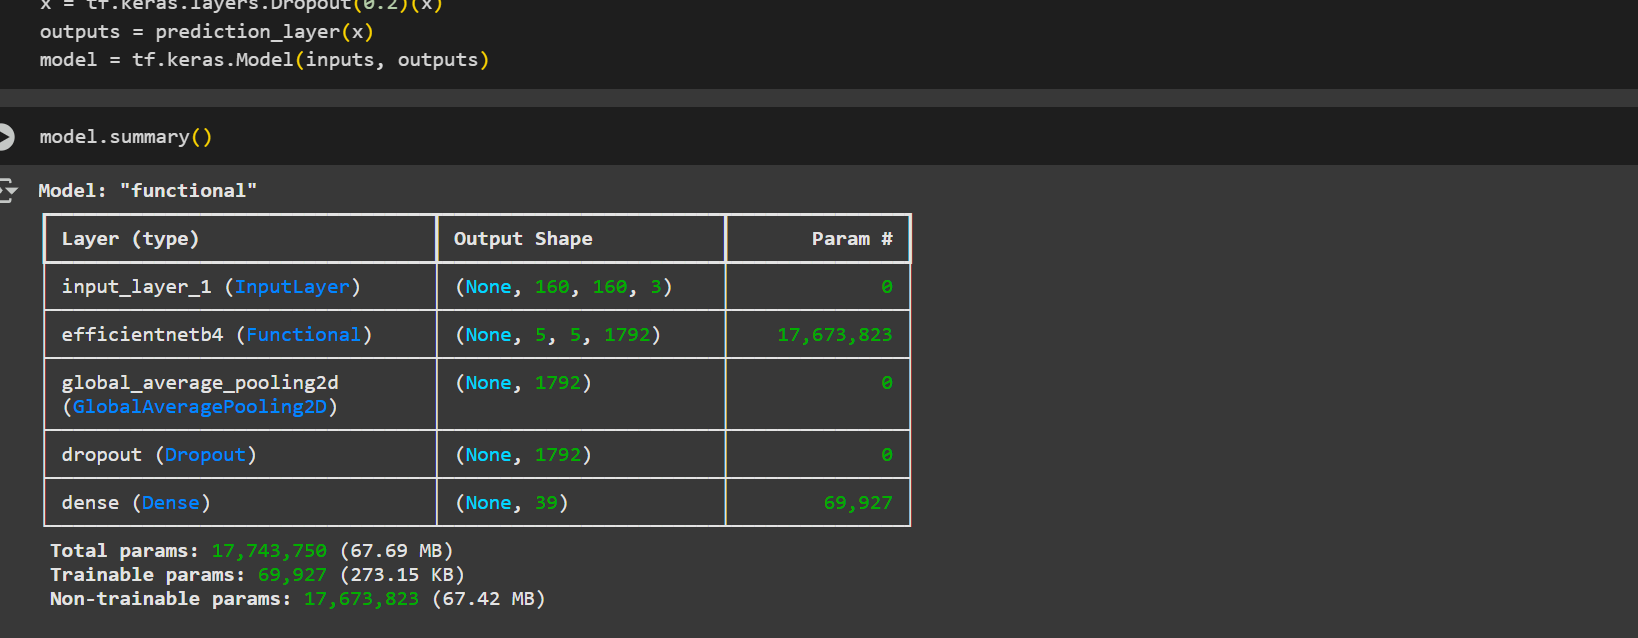 x = tf.keras.layers.Dropout(0.2)(x)
outputs = prediction_layer(x)
model = tf.keras.Model(inputs, outputs)
model.summary()
Model: "functional"
Layer (type) Output Shape Param #
input_layer_1 (InputLayer) (None, 160, 160, 3) 0
efficientnetb4 (Functional) (None, 5, 5, 1792) 17,673,823
global_average_pooling2d (None, 1792) 0
(GlobalAveragePooling2D)
dropout (Dropout) (None, 1792) 0
dense (Dense) (None, 39) 69,927
Total params: 17,743,750 (67.69 MB)
Trainable params: 69,927 (273.15 KB)
Non-trainable params: 17,673,823 (67.42 MB)